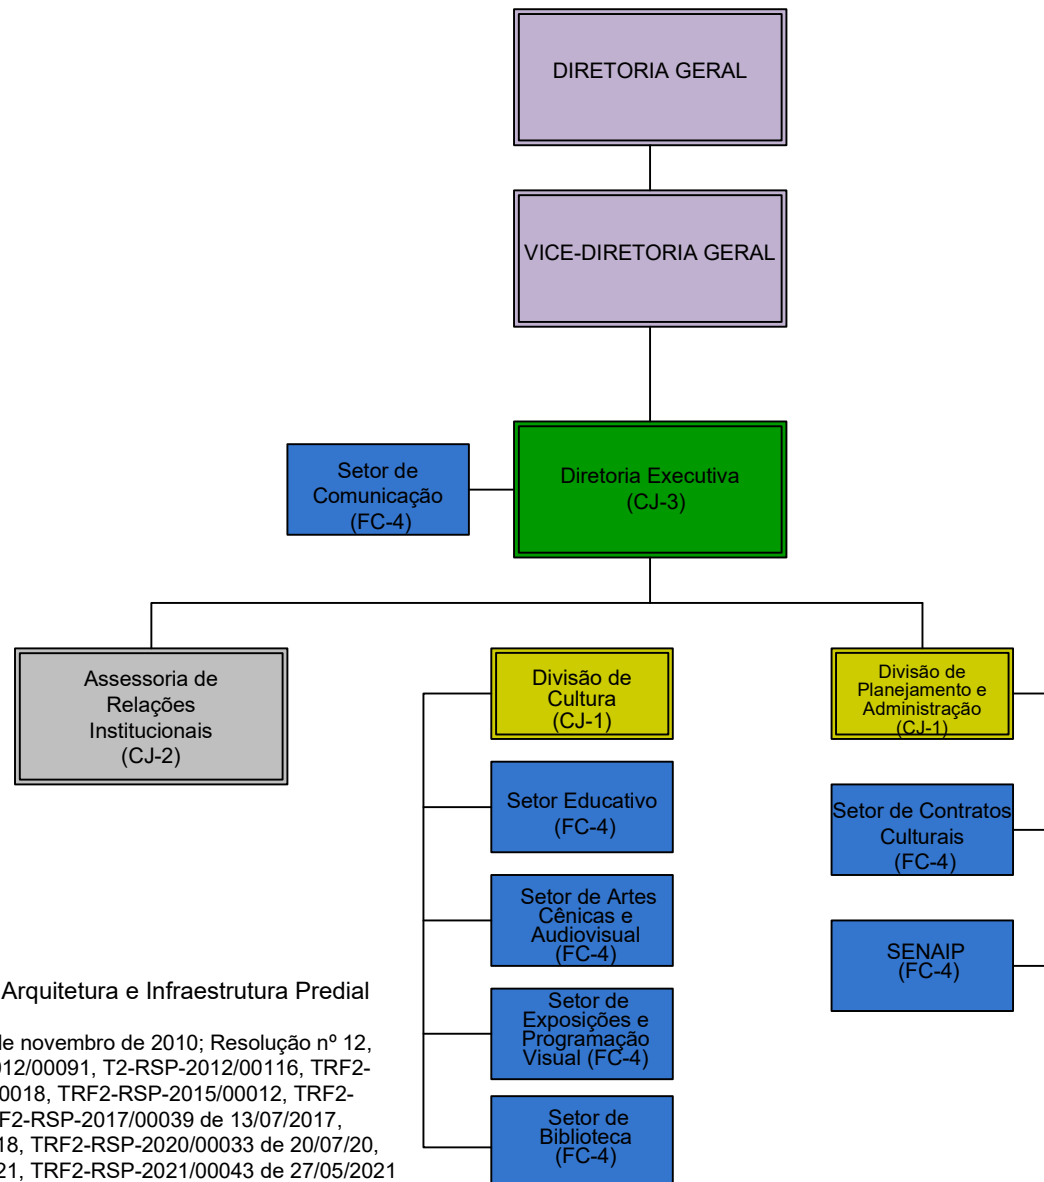 DIRETORIA GERAL
VICE-DIRETORIA GERAL
Setor de
Comunicação
(FC-4)
Diretoria Executiva
(CJ-3)
Assessoria de
Relações
Institucionais
(CJ-2)
Divisão de
Cultura
(CJ-1)
Divisão de
Planejamento e
Administração
(CJ-1)
Setor Educativo
(FC-4)
Setor de Contratos
Culturais
(FC-4)
Setor de Artes
Cênicas e
Audiovisual
(FC-4)
SENAIP
(FC-4)
Setor de
Exposições e
Programação
Visual (FC-4)
Setor de
Biblioteca
(FC-4)
Arquitetura e Infraestrutura Predial
de novembro de 2010; Resolução nº 12,
012/00091, T2-RSP-2012/00116, TRF2-
00018, TRF2-RSP-2015/00012, TRF2-
F2-RSP-2017/00039 de 13/07/2017,
18, TRF2-RSP-2020/00033 de 20/07/20,
21, TRF2-RSP-2021/00043 de 27/05/2021